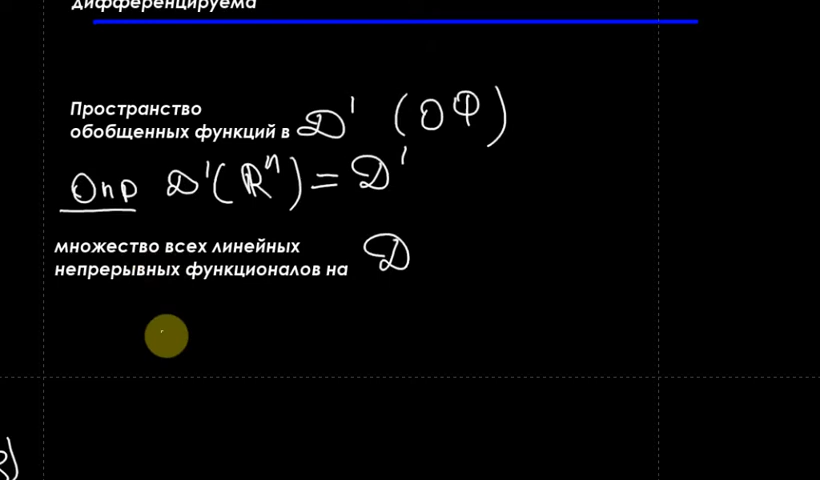 дифференцируема
Пространство
обобщенных функций в 𝒟' (ОФ)
Опр 𝒟'(ℝⁿ) = 𝒟'
множество всех линейных
непрерывных функционалов на 𝒟